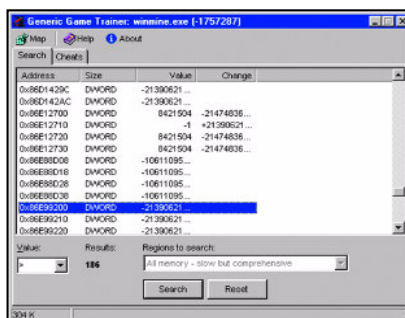 Generic Game Trainer: winmine.exe (-1757287)
Map Help About
Search Cheats
Address Size Value Change
0x86D1429C DWORD -21390621...
0x86D142AC DWORD -21390621...
0x86E12700 DWORD 8421504 -21474836...
0x86E12710 DWORD -1 +21390621...
0x86E12720 DWORD 8421504 -21474836...
0x86E12730 DWORD 8421504 -21474836...
0x86E88D08 DWORD -10611095...
0x86E88D18 DWORD -10611095...
0x86E88D28 DWORD -10611095...
0x86E88D38 DWORD -10611095...
0x86E99200 DWORD -21390621...
0x86E99210 DWORD -21390621...
0x86E99220 DWORD -21390621...
Value: Results: Regions to search:
> 186 All memory - slow but comprehensive
Search Reset
304 K